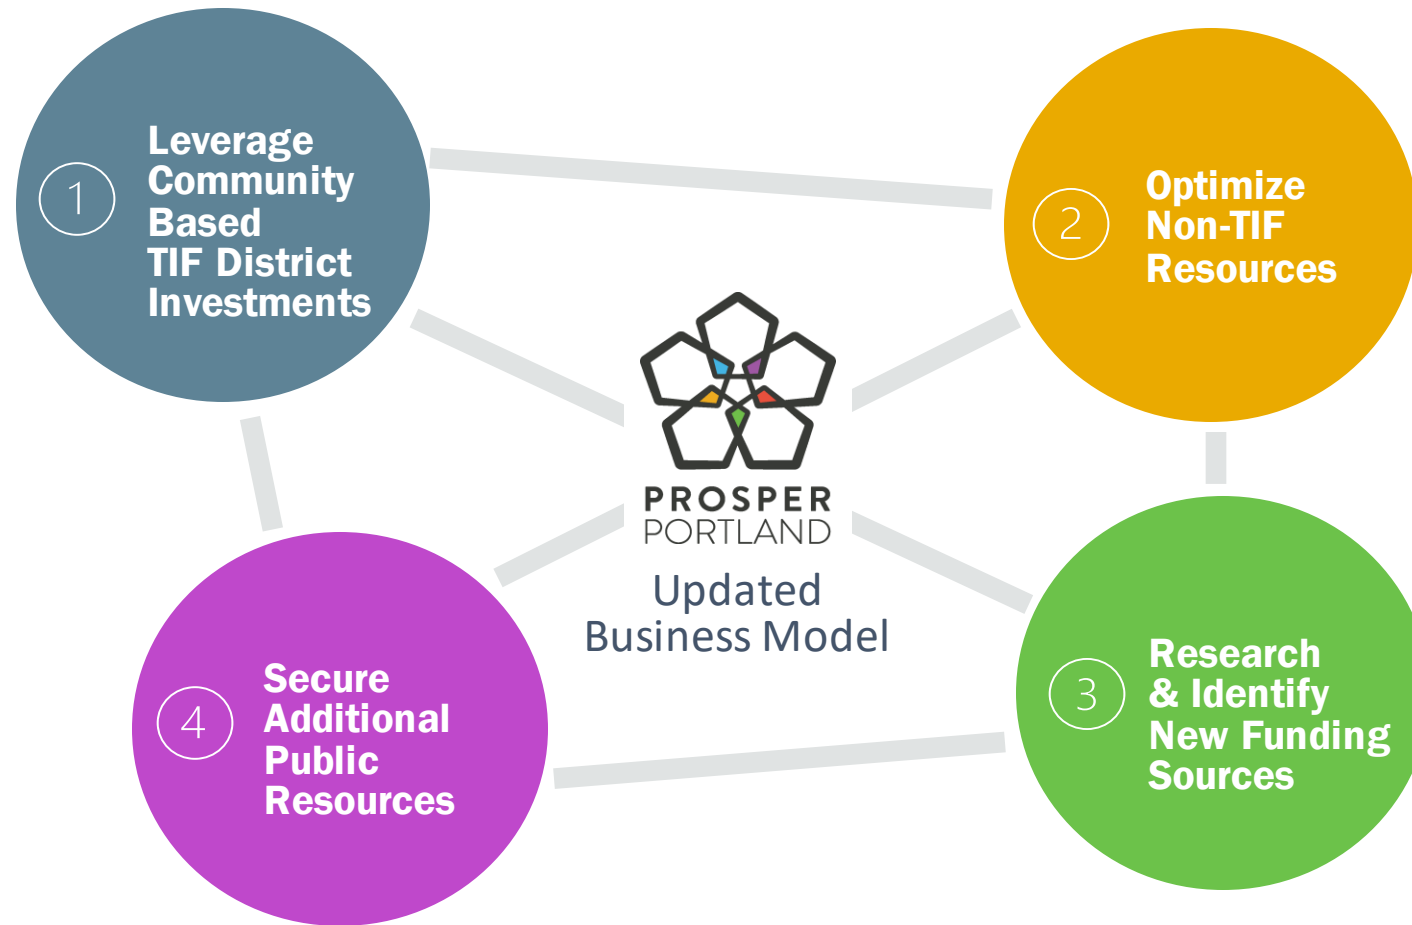 1
Leverage
Community
Based
TIF District
Investments
2
Optimize
Non-TIF
Resources
PROSPER
PORTLAND
Updated
Business Model
3
Research
& Identify
New Funding
Sources
4
Secure
Additional
Public
Resources